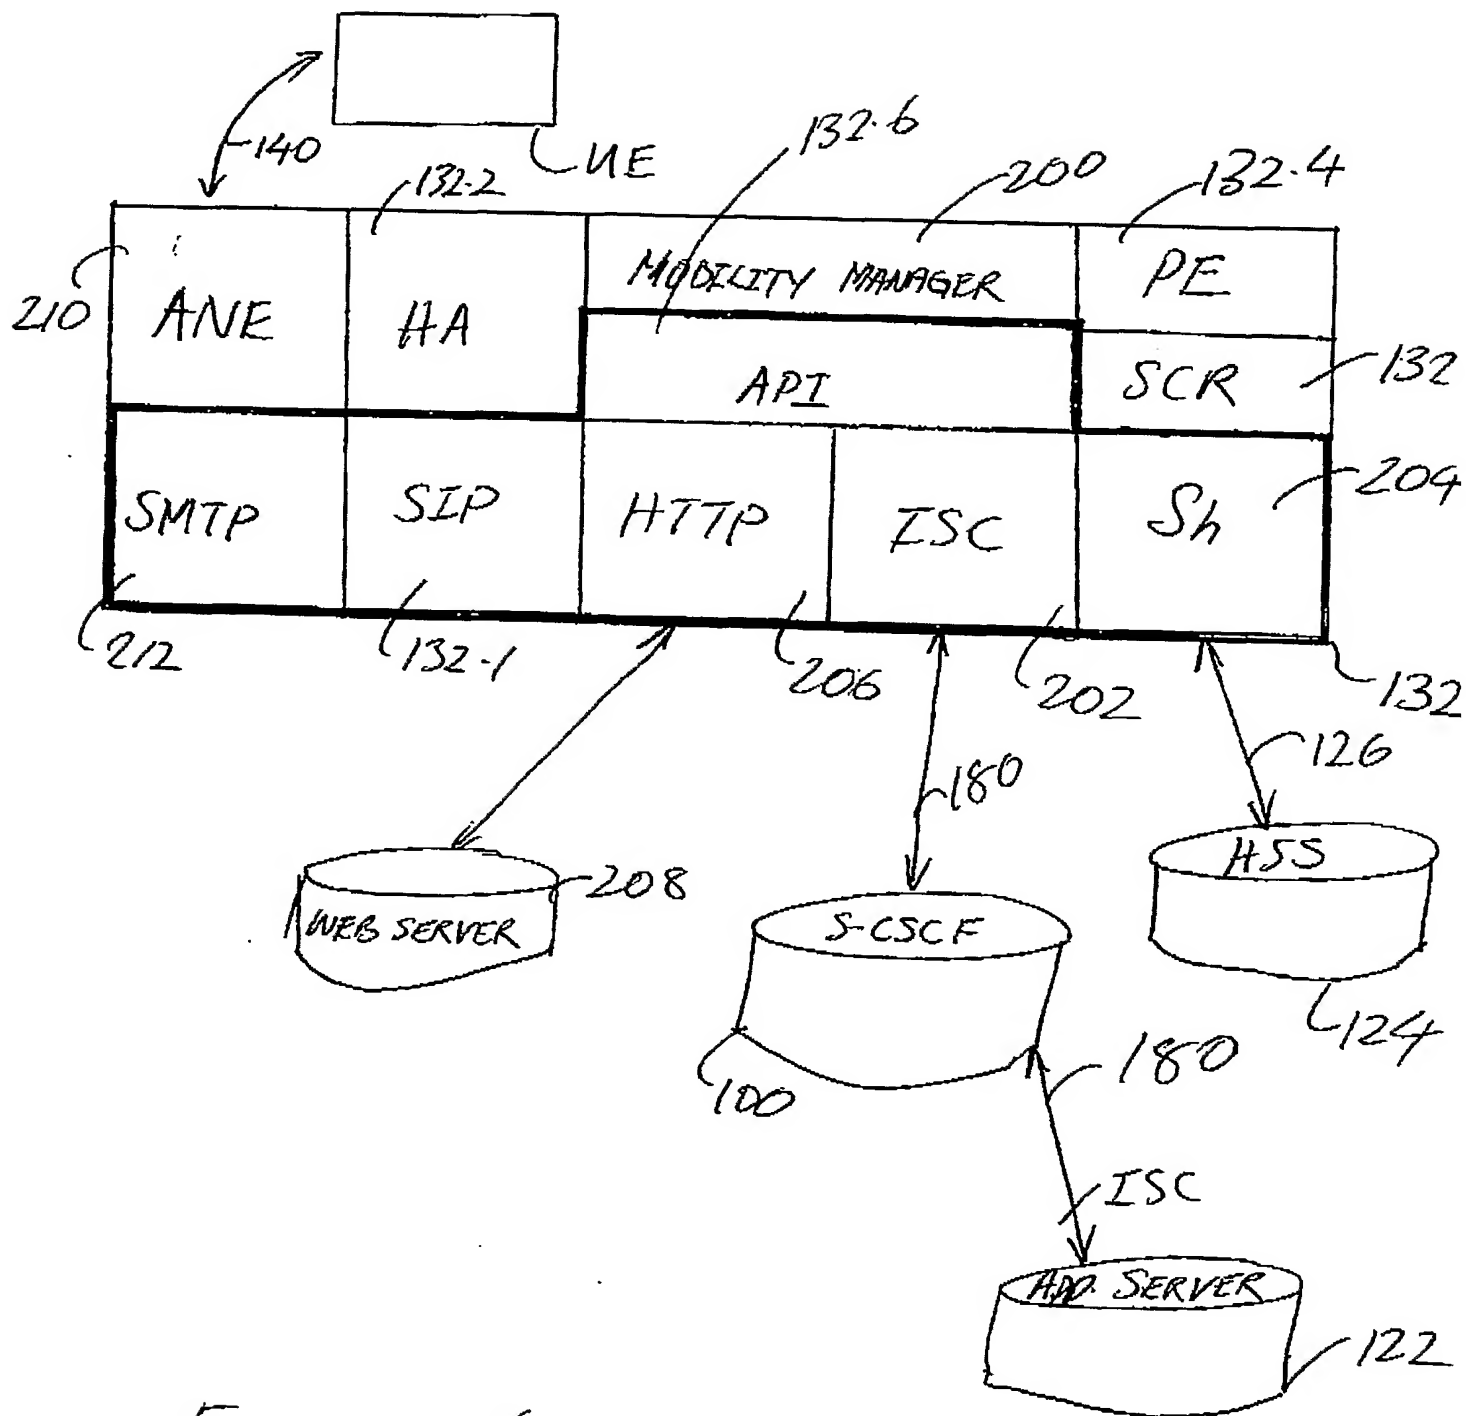 140
UE
132-6
132-2
200
132-4
210
ANE
HA
MOBILITY MANAGER
PE
API
SCR
132
SMTP
SIP
HTTP
ISC
Sh
204
212
132-1
206
202
132
180
126
WEB SERVER
208
S-CSCF
HSS
100
124
180
ISC
APP. SERVER
122